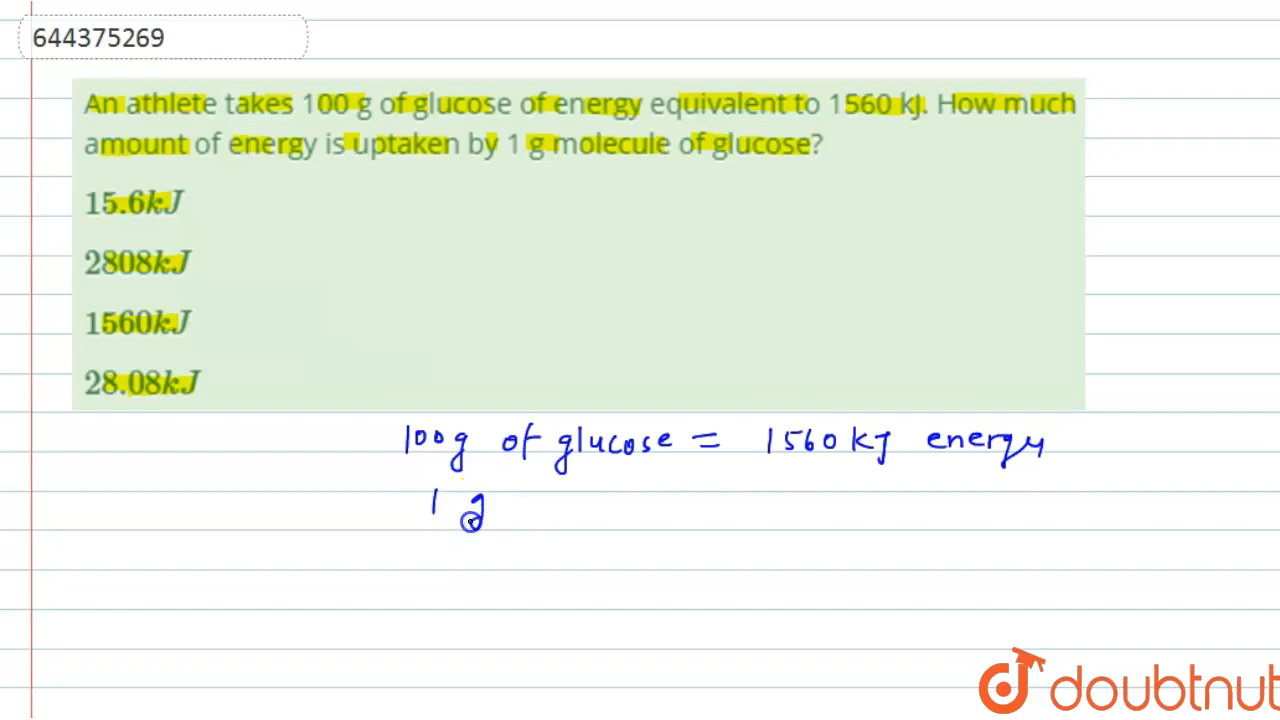 644375269
An athlete takes 100 g of glucose of energy equivalent to 1560 kJ. How much
amount of energy is uptaken by 1 g molecule of glucose?
15.6kJ
2808kJ
1560kJ
28.08kJ
100g of glucose = 1560 kJ energy
1 g
doubtnut